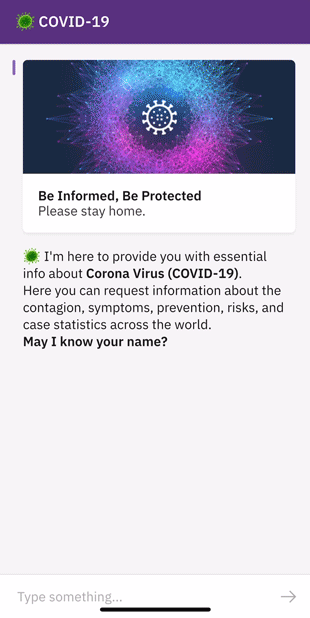 COVID-19
Be Informed, Be Protected
Please stay home.
I'm here to provide you with essential
info about Corona Virus (COVID-19).
Here you can request information about the
contagion, symptoms, prevention, risks, and
case statistics across the world.
May I know your name?
Type something...